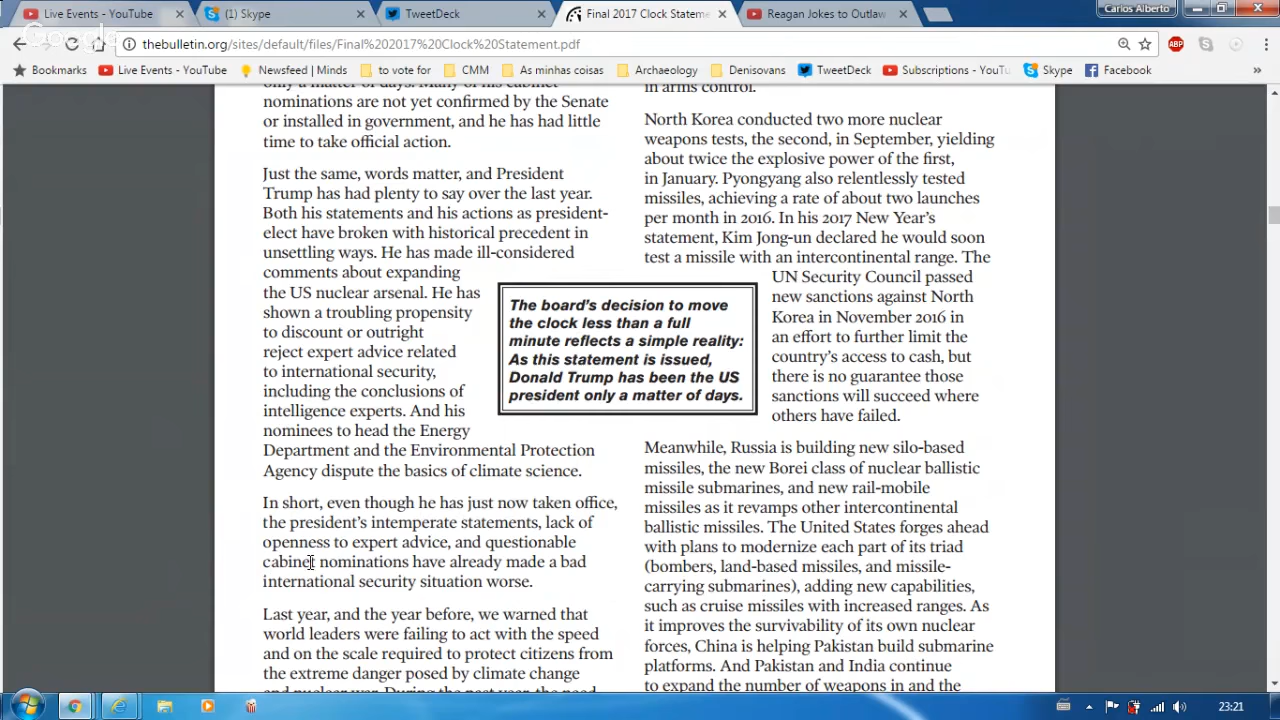 Live Events - YouTube
(1) Skype
TweetDeck
Final 2017 Clock Stateme
Reagan Jokes to Outlaw
Carlos Alberto
Google
thebulletin.org/sites/default/files/Final%202017%20Clock%20Statement.pdf
ABP
Bookmarks
Live Events - YouTube
Newsfeed | Minds
to vote for
CMM
As minhas coisas
Archaeology
Denisovans
TweetDeck
Subscriptions - YouTu
Skype
Facebook
»
only a matter of days. Many of his cabinet
nominations are not yet confirmed by the Senate
or installed in government, and he has had little
time to take official action.
Just the same, words matter, and President
Trump has had plenty to say over the last year.
Both his statements and his actions as president-
elect have broken with historical precedent in
unsettling ways. He has made ill-considered
comments about expanding
the US nuclear arsenal. He has
shown a troubling propensity
to discount or outright
reject expert advice related
to international security,
including the conclusions of
intelligence experts. And his
nominees to head the Energy
Department and the Environmental Protection
Agency dispute the basics of climate science.
In short, even though he has just now taken office,
the president's intemperate statements, lack of
openness to expert advice, and questionable
cabinet nominations have already made a bad
international security situation worse.
Last year, and the year before, we warned that
world leaders were failing to act with the speed
and on the scale required to protect citizens from
the extreme danger posed by climate change
and nuclear war. During the past year, the need
The board's decision to move
the clock less than a full
minute reflects a simple reality:
As this statement is issued,
Donald Trump has been the US
president only a matter of days.
in arms control.
North Korea conducted two more nuclear
weapons tests, the second, in September, yielding
about twice the explosive power of the first,
in January. Pyongyang also relentlessly tested
missiles, achieving a rate of about two launches
per month in 2016. In his 2017 New Year's
statement, Kim Jong-un declared he would soon
test a missile with an intercontinental range. The
UN Security Council passed
new sanctions against North
Korea in November 2016 in
an effort to further limit the
country's access to cash, but
there is no guarantee those
sanctions will succeed where
others have failed.
Meanwhile, Russia is building new silo-based
missiles, the new Borei class of nuclear ballistic
missile submarines, and new rail-mobile
missiles as it revamps other intercontinental
ballistic missiles. The United States forges ahead
with plans to modernize each part of its triad
(bombers, land-based missiles, and missile-
carrying submarines), adding new capabilities,
such as cruise missiles with increased ranges. As
it improves the survivability of its own nuclear
forces, China is helping Pakistan build submarine
platforms. And Pakistan and India continue
to expand the number of weapons in and the
23:21